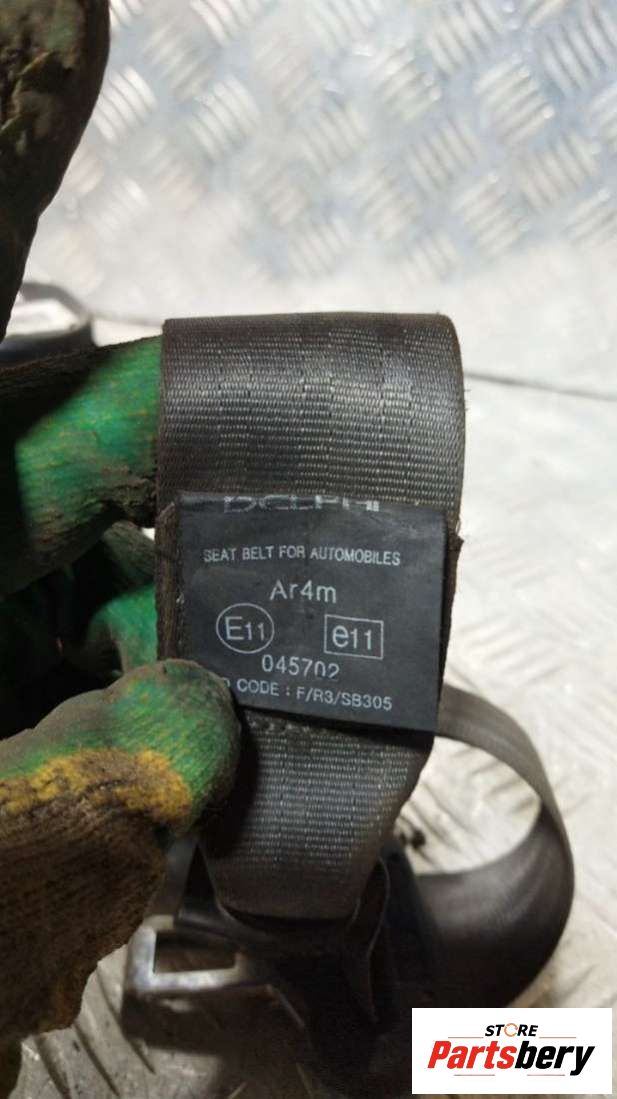 DELPHI
SEAT BELT FOR AUTOMOBILES
Ar4m
E11 e11
045702
CODE : F/R3/SB305
STORE
Partsbery